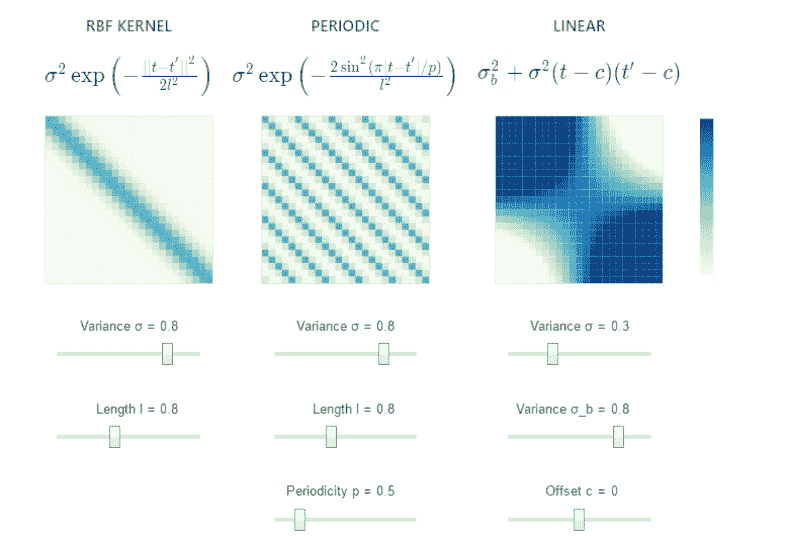 RBF KERNEL PERIODIC LINEAR
σ² exp(−||t−t′||²/2l²) σ² exp(−2 sin²(π|t−t′|/p)/l²) σ_b² + σ²(t − c)(t′ − c)
Variance σ = 0.8 Variance σ = 0.8 Variance σ = 0.3
Length l = 0.8 Length l = 0.8 Variance σ_b = 0.8
Periodicity p = 0.5 Offset c = 0